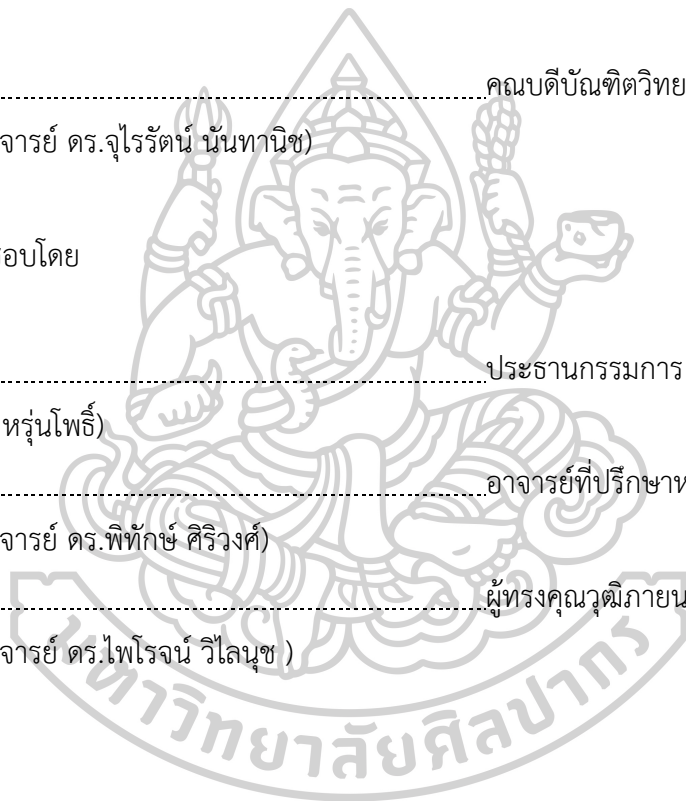 คณบดีบัณฑิตวิทย
จารย์ ดร.จุไรรัตน์ นันทานิช)
อบโดย
ประธานกรรมการ
หรุ่นโพธิ์)
อาจารย์ที่ปรึกษาห
จารย์ ดร.พิทักษ์ ศิริวงศ์)
ผู้ทรงคุณวุฒิภายน
จารย์ ดร.ไพโรจน์ วิไลนุช )
มหาวิทยาลัยศิลปากร